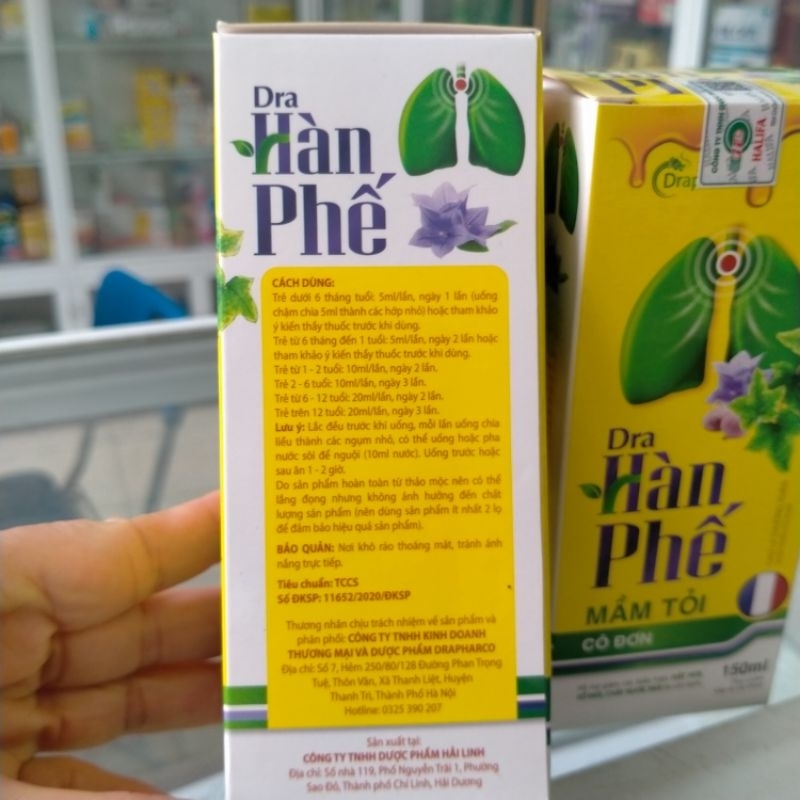 Dra
Hàn
Phế
CÁCH DÙNG:
Trẻ dưới 6 tháng tuổi: 5ml/lần, ngày 1 lần (uống
chậm chia 5ml thành các hớp nhỏ) hoặc tham khảo
ý kiến thầy thuốc trước khi dùng.
Trẻ từ 6 tháng đến 1 tuổi: 5ml/lần, ngày 2 lần hoặc
tham khảo ý kiến thầy thuốc trước khi dùng.
Trẻ từ 1 - 2 tuổi: 10ml/lần, ngày 2 lần.
Trẻ 2 - 6 tuổi: 10ml/lần, ngày 3 lần.
Trẻ từ 6 - 12 tuổi: 20ml/lần, ngày 2 lần.
Trẻ trên 12 tuổi: 20ml/lần, ngày 3 lần.
Lưu ý: Lắc đều trước khi uống, mỗi lần uống chia
liều thành các ngụm nhỏ, có thể uống hoặc pha
nước sôi để nguội (10ml nước). Uống trước hoặc
sau ăn 1 - 2 giờ.
Do sản phẩm hoàn toàn từ thảo mộc nên có thể
lắng đọng nhưng không ảnh hưởng đến chất
lượng sản phẩm (nên dùng sản phẩm ít nhất 2 lọ
để đảm bảo hiệu quả sản phẩm).
BẢO QUẢN: Nơi khô ráo thoáng mát, tránh ánh
nắng trực tiếp.
Tiêu chuẩn: TCCS
Số ĐKSP: 11652/2020/ĐKSP
Thương nhân chịu trách nhiệm về sản phẩm và
phân phối: CÔNG TY TNHH KINH DOANH
THƯƠNG MẠI VÀ DƯỢC PHẨM DRAPHARCO
Địa chỉ: Số 7, Hẻm 250/80/128 Đường Phan Trọng
Tuệ, Thôn Văn, Xã Thanh Liệt, Huyện
Thanh Trì, Thành Phố Hà Nội
Hotline: 0325 390 207
Sản xuất tại:
CÔNG TY TNHH DƯỢC PHẨM HẢI LINH
Địa chỉ: Số nhà 119, Phố Nguyễn Trãi 1, Phường
Sao Đỏ, Thành phố Chí Linh, Hải Dương
HALIFA
Dra
Hàn
Phế
MẦM TỎI
CÔ ĐƠN
150ml